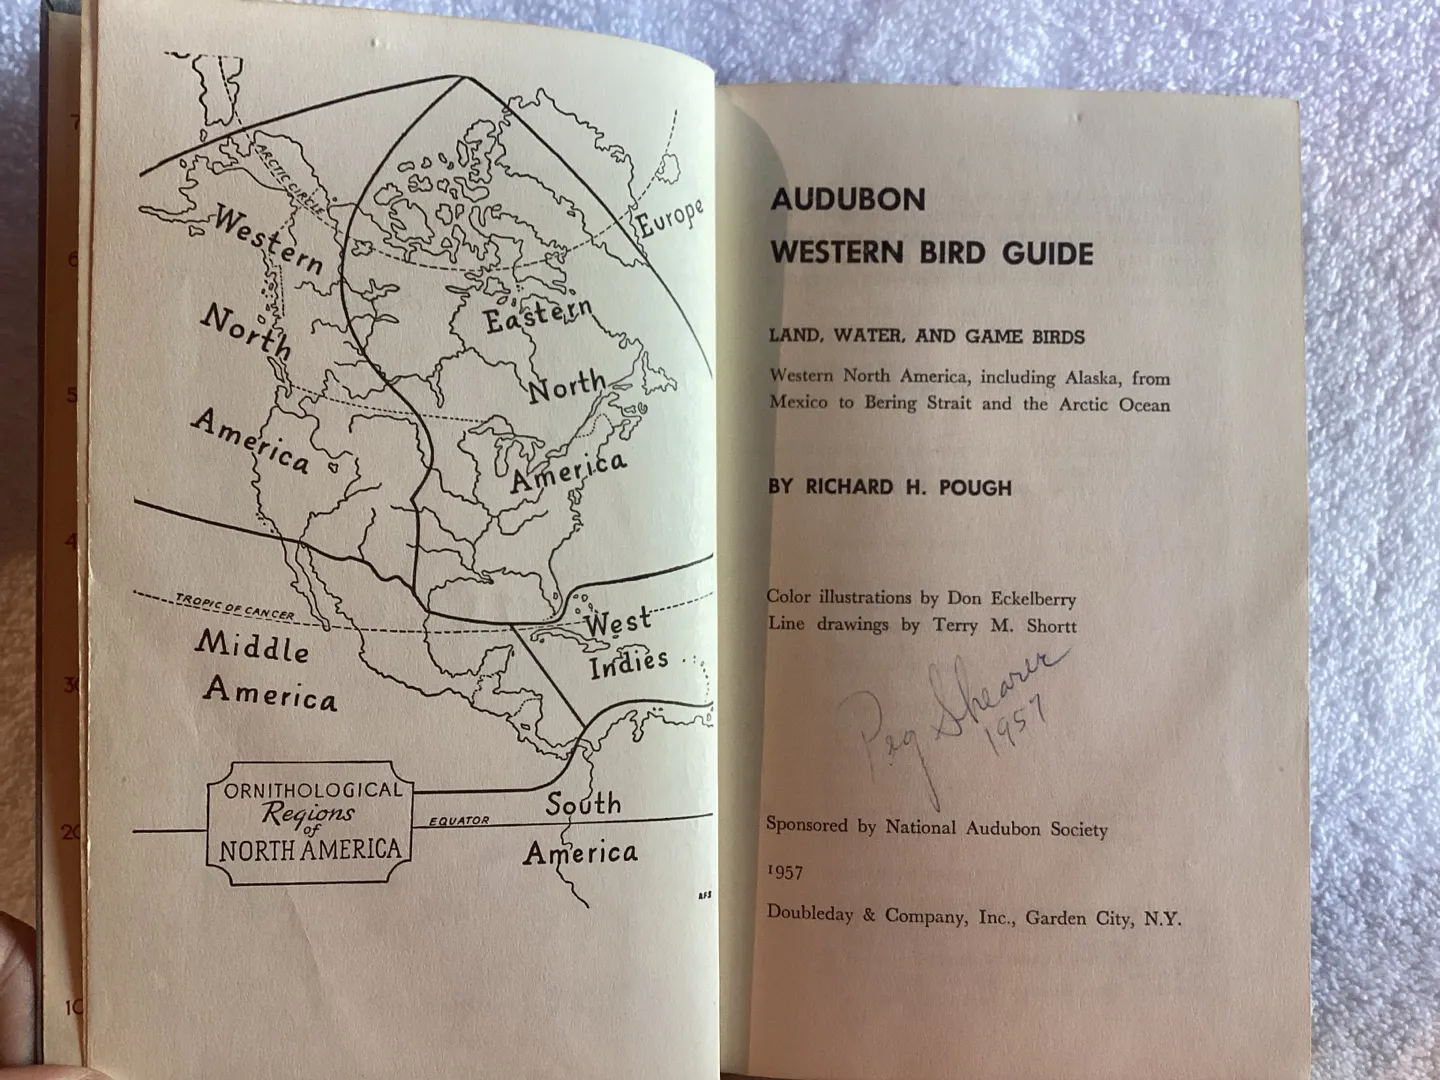 ARCTIC CIRCLE
Western
North
America
Europe
Eastern
North
America
TROPIC OF CANCER
Middle
America
West
Indies
ORNITHOLOGICAL
Regions
of
NORTH AMERICA
EQUATOR
South
America
AUDUBON
WESTERN BIRD GUIDE
LAND, WATER, AND GAME BIRDS
Western North America, including Alaska, from
Mexico to Bering Strait and the Arctic Ocean
BY RICHARD H. POUGH
Color illustrations by Don Eckelberry
Line drawings by Terry M. Shortt
Peg Shearer
1957
Sponsored by National Audubon Society
1957
Doubleday & Company, Inc., Garden City, N.Y.